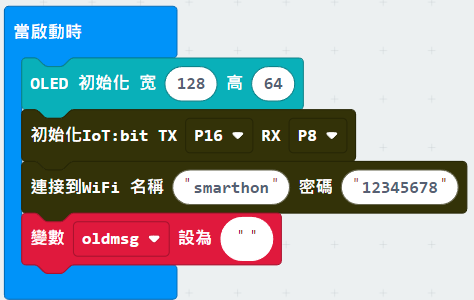 當啟動時
OLED 初始化 宽 128 高 64
初始化IoT:bit TX P16 RX P8
連接到WiFi 名稱 "smarthon" 密碼 "12345678"
變數 oldmsg 設為 " "